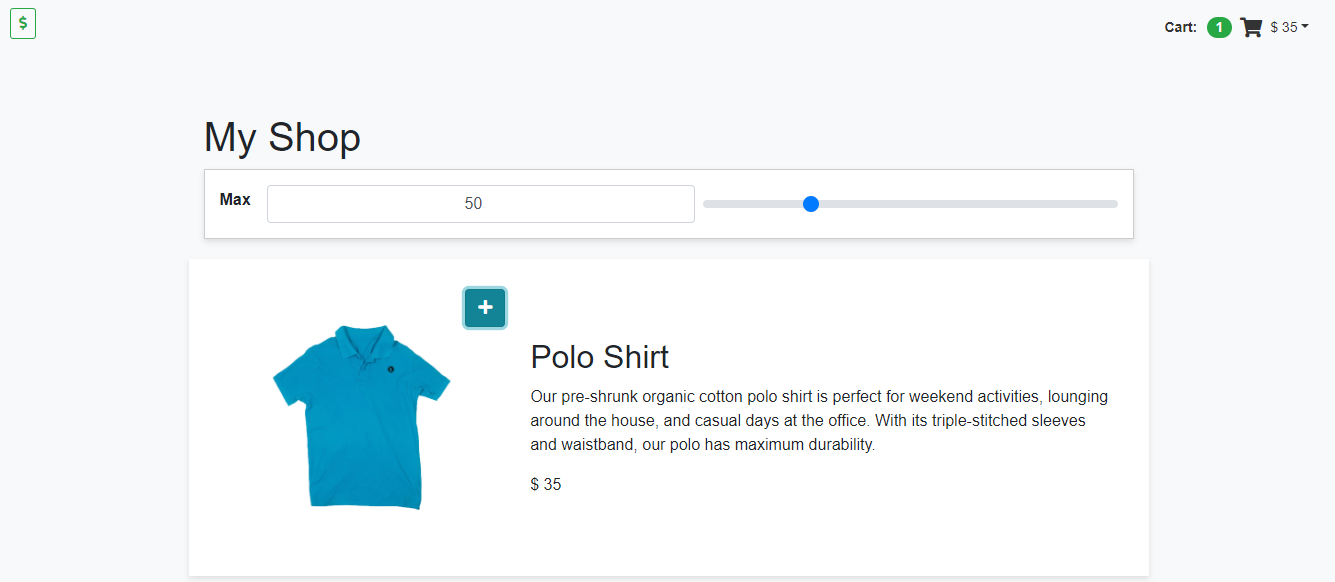 $
Cart: 1 $ 35
My Shop
Max 50
+
Polo Shirt
Our pre-shrunk organic cotton polo shirt is perfect for weekend activities, lounging
around the house, and casual days at the office. With its triple-stitched sleeves
and waistband, our polo has maximum durability.
$ 35